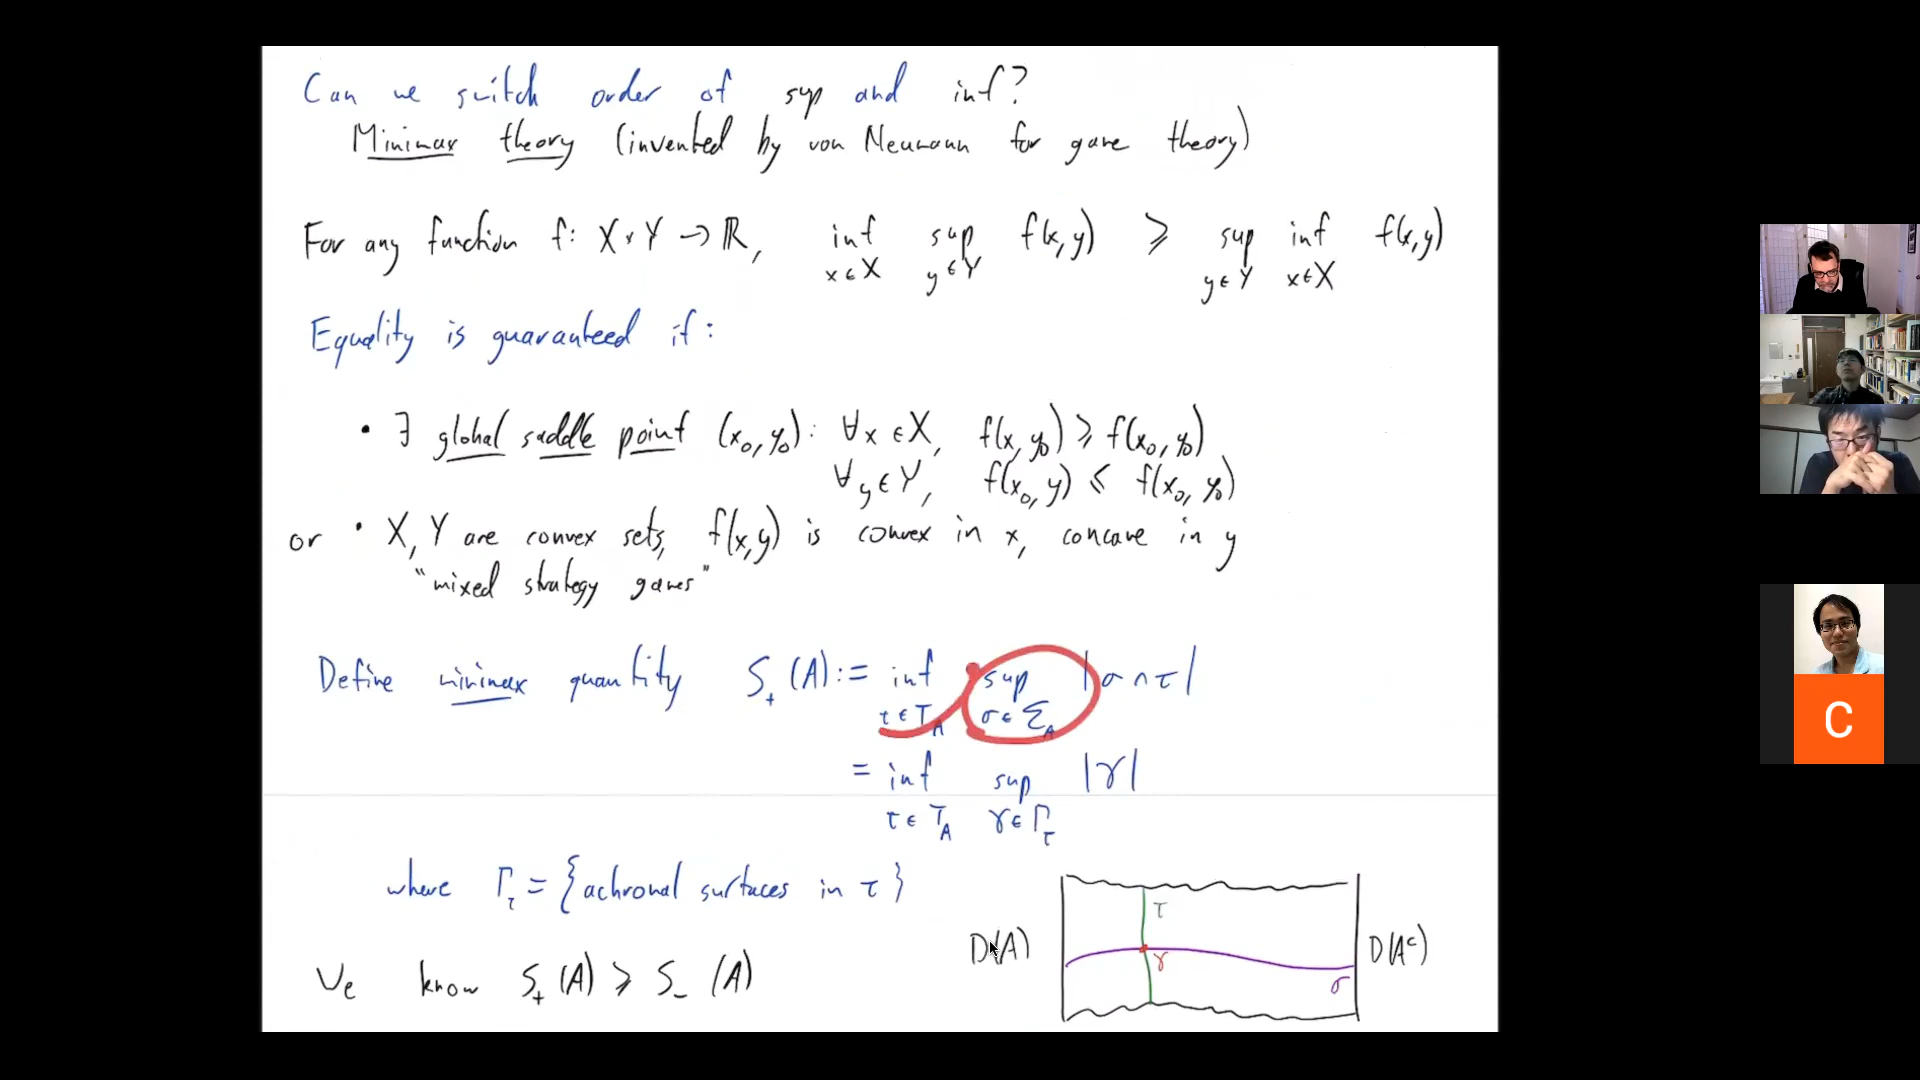 Can we switch order of sup and inf?
Minimax theory (invented by von Neumann for game theory)
For any function f: X×Y→ℝ, inf x∈X sup y∈Y f(x,y) ≥ sup y∈Y inf x∈X f(x,y)
Equality is guaranteed if:
• ∃ global saddle point (x₀,y₀): ∀x∈X, f(x,y₀) ≥ f(x₀,y₀)
∀y∈Y, f(x₀,y) ≤ f(x₀,y₀)
or • X, Y are convex sets, f(x,y) is convex in x, concave in y
"mixed strategy games"
Define minimax quantity S₊(A) := inf τ∈T_A sup σ∈Σ_A |σ∩τ|
= inf τ∈T_A sup γ∈Γ_τ |γ|
where Γ_τ = {achronal surfaces in τ}
We know S₊(A) ≥ S₋(A)
D(A)
τ
γ
σ
D(Aᶜ)
C